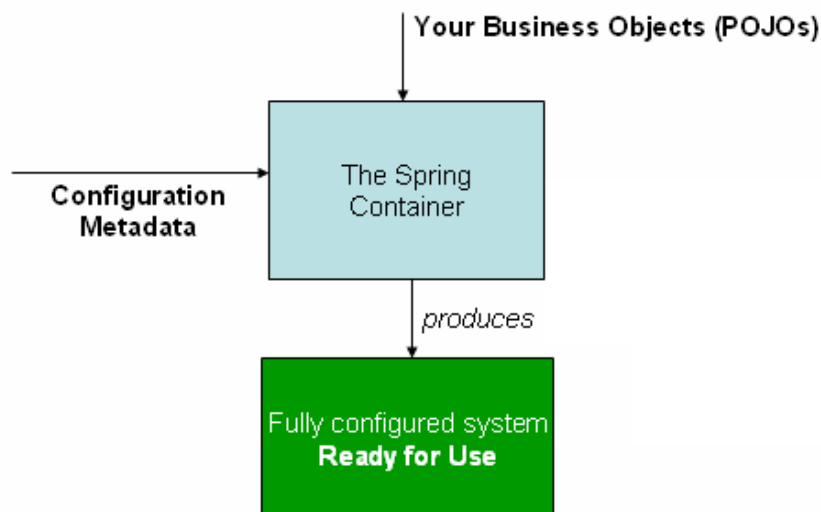 Your Business Objects (POJOs)
The Spring
Container
Configuration
Metadata
produces
Fully configured system
Ready for Use